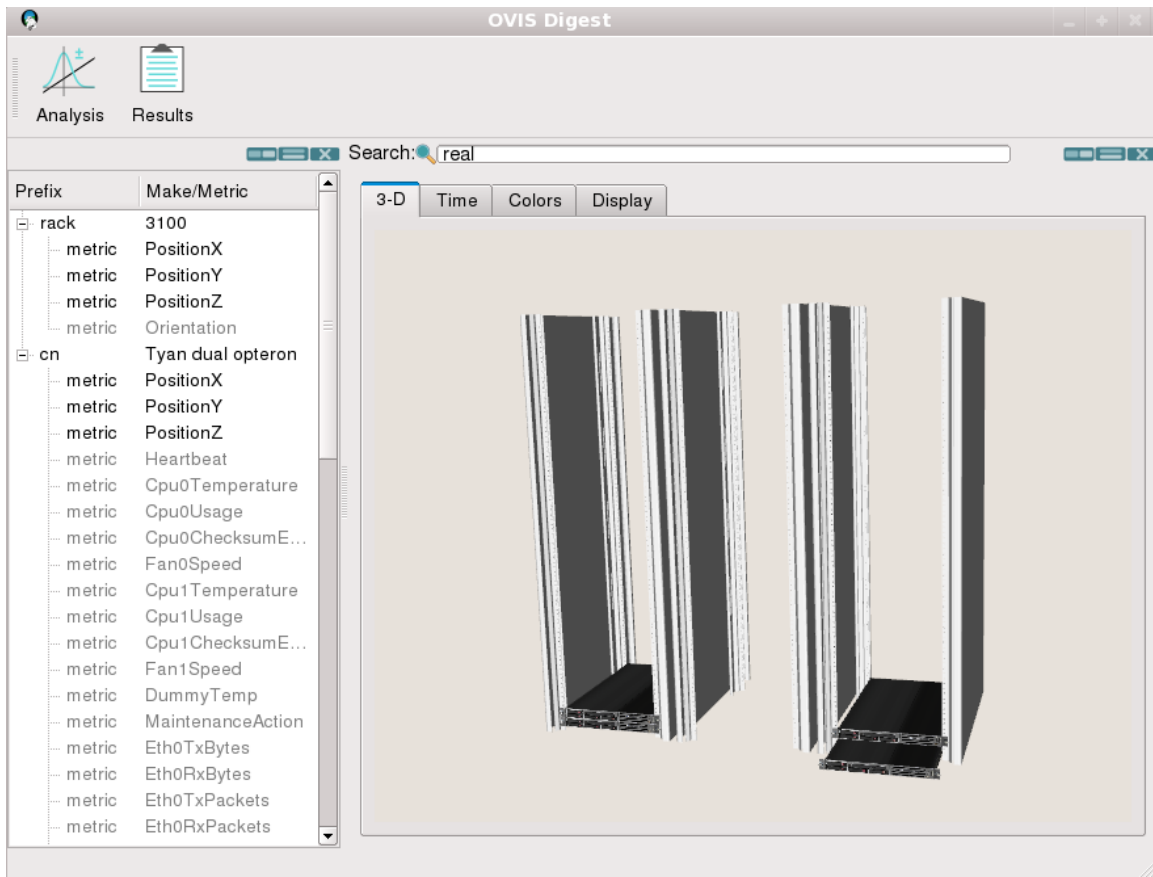 OVIS Digest
Analysis Results
Search: real
Prefix Make/Metric
3-D Time Colors Display
rack 3100
metric PositionX
metric PositionY
metric PositionZ
metric Orientation
cn Tyan dual opteron
metric PositionX
metric PositionY
metric PositionZ
metric Heartbeat
metric Cpu0Temperature
metric Cpu0Usage
metric Cpu0ChecksumE...
metric Fan0Speed
metric Cpu1Temperature
metric Cpu1Usage
metric Cpu1ChecksumE...
metric Fan1Speed
metric DummyTemp
metric MaintenanceAction
metric Eth0TxBytes
metric Eth0RxBytes
metric Eth0TxPackets
metric Eth0RxPackets